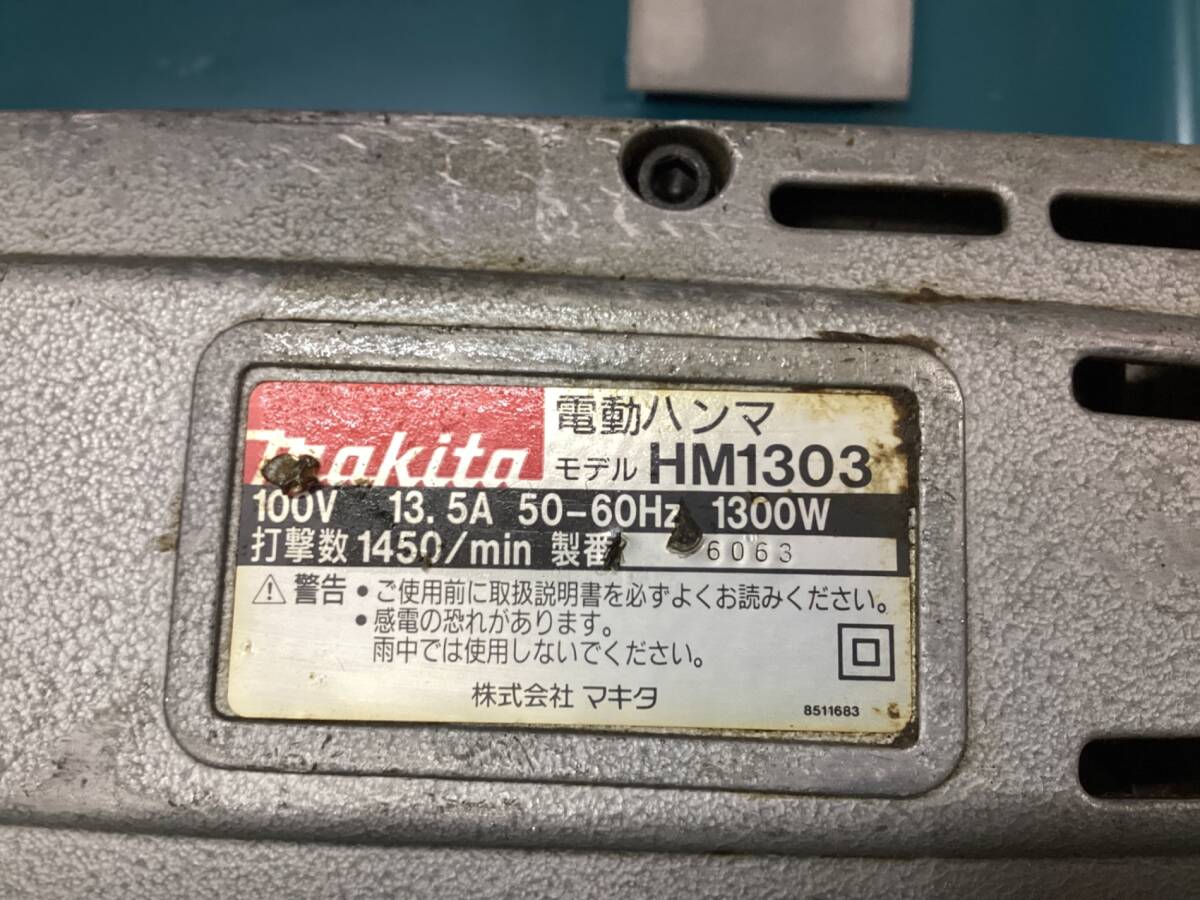 makita
電動ハンマ
モデル HM1303
100V 13.5A 50-60Hz 1300W
打撃数 1450/min 製番 6063
⚠ 警告 • ご使用前に取扱説明書を必ずよくお読みください。
• 感電の恐れがあります。
雨中では使用しないでください。
株式会社 マキタ
8511683